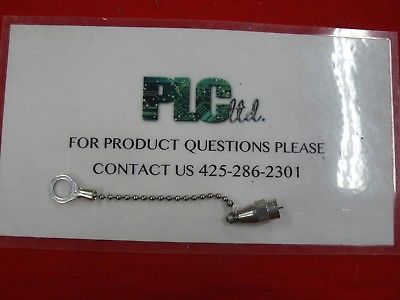 PLC ltd.
FOR PRODUCT QUESTIONS PLEASE
CONTACT US 425-286-2301